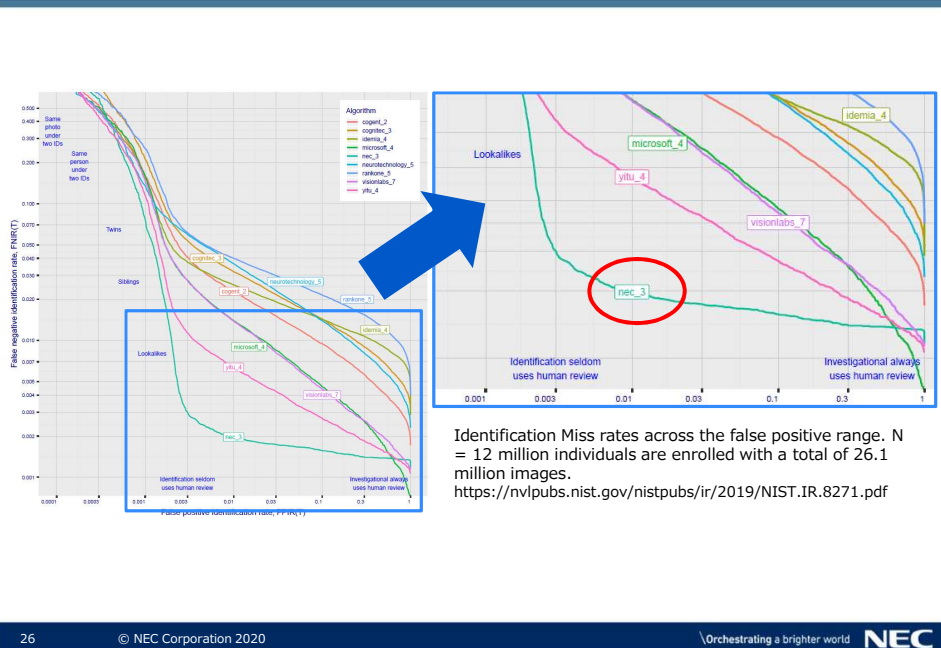 0.500
0.400
0.300
0.200
0.100
0.070
0.050
0.040
0.030
0.020
0.010
0.007
0.005
0.004
0.003
0.002
0.001
False negative identification rate, FNIR(T)
Same
photo
under
two IDs
Same
person
under
two IDs
Twins
Siblings
Lookalikes
Algorithm
cogent_2
cognitec_3
idemia_4
microsoft_4
nec_3
neurotechnology_5
rankone_5
visionlabs_7
yitu_4
cognitec_3
neurotechnology_5
cogent_2
rankone_5
idemia_4
microsoft_4
yitu_4
visionlabs_7
nec_3
Identification seldom
uses human review
Investigational always
uses human review
0.0001 0.0003 0.001 0.003 0.01 0.03 0.1 0.3 1
False positive identification rate, FPIR(T)
idemia_4
microsoft_4
Lookalikes
yitu_4
visionlabs_7
nec_3
Identification seldom
uses human review
Investigational always
uses human review
0.001 0.003 0.01 0.03 0.1 0.3 1
Identification Miss rates across the false positive range. N
= 12 million individuals are enrolled with a total of 26.1
million images.
https://nvlpubs.nist.gov/nistpubs/ir/2019/NIST.IR.8271.pdf
26 © NEC Corporation 2020
\Orchestrating a brighter world NEC